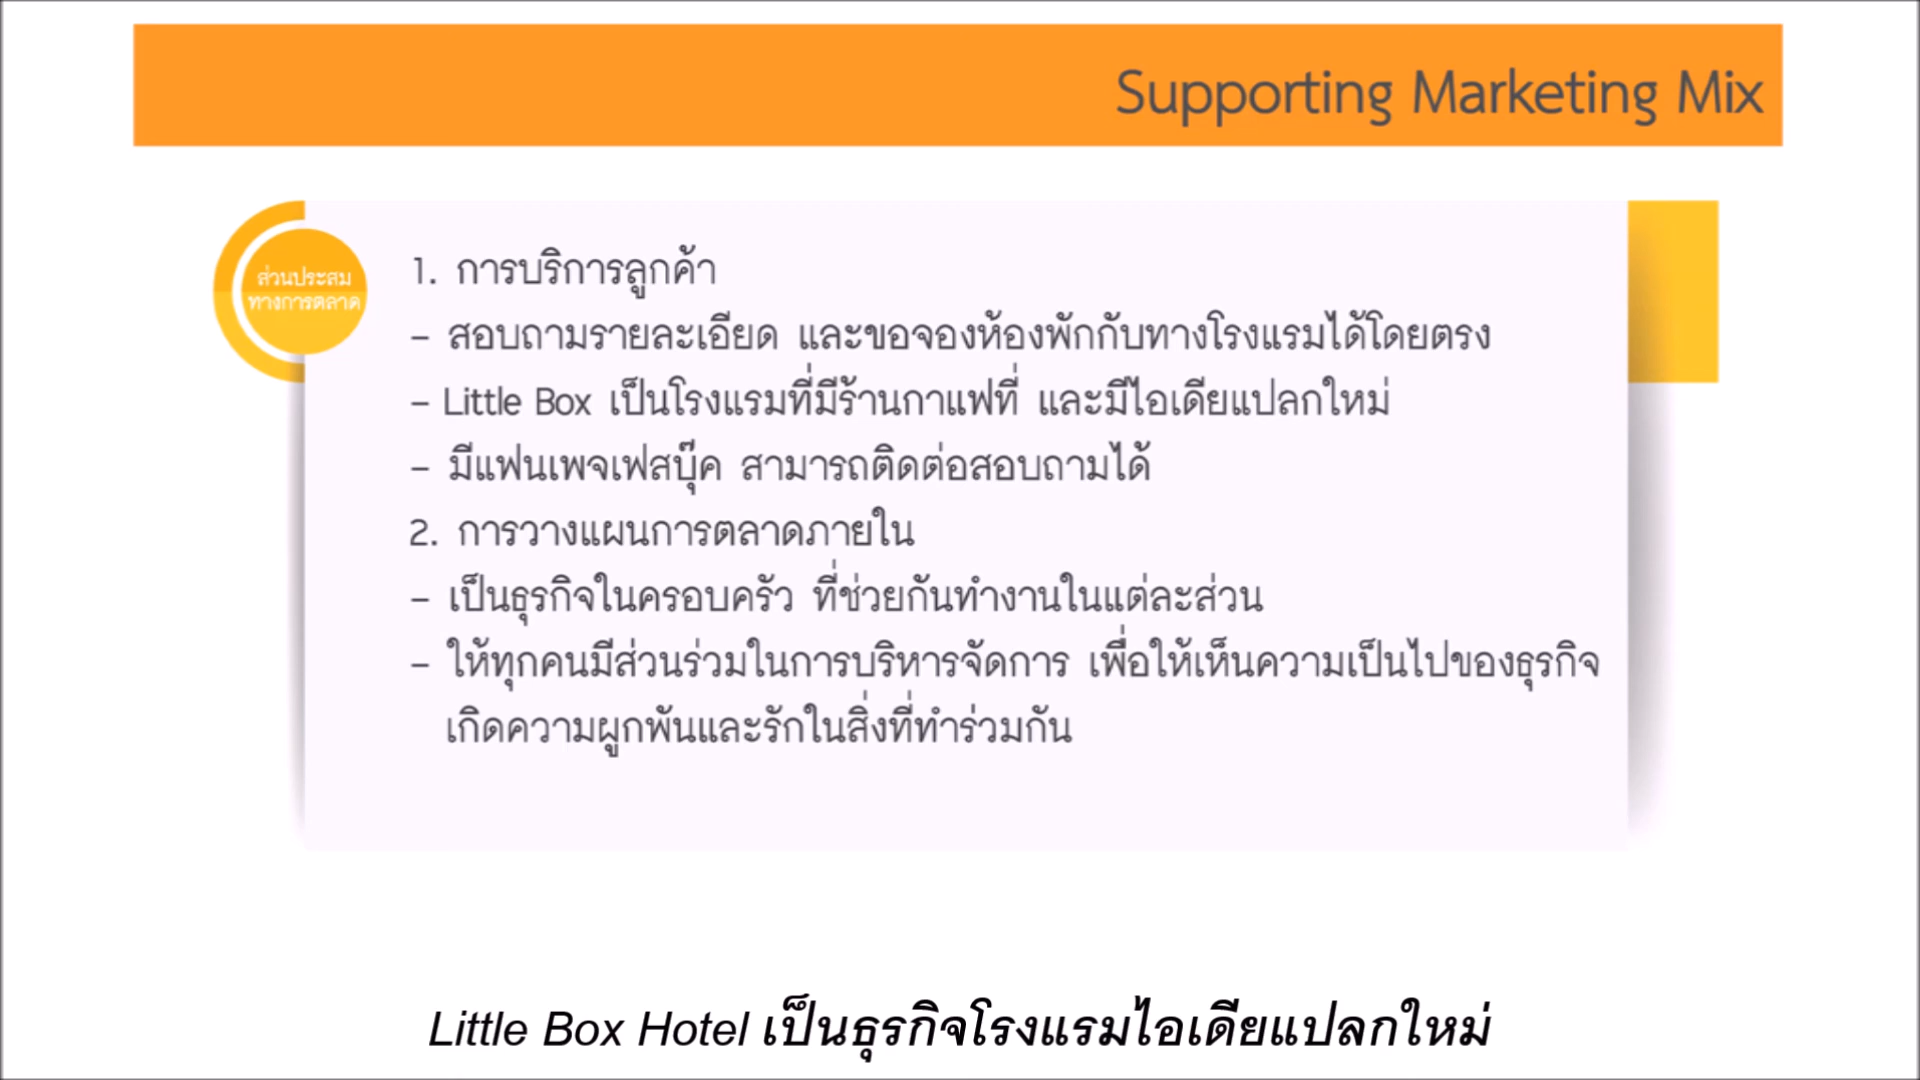 Supporting Marketing Mix
ส่วนประสม
ทางการตลาด
1. การบริการลูกค้า
- สอบถามรายละเอียด และขอจองห้องพักกับทางโรงแรมได้โดยตรง
- Little Box เป็นโรงแรมที่มีร้านกาแฟที่ และมีไอเดียแปลกใหม่
- มีแฟนเพจเฟสบุ๊ค สามารถติดต่อสอบถามได้
2. การวางแผนการตลาดภายใน
- เป็นธุรกิจในครอบครัว ที่ช่วยกันทำงานในแต่ละส่วน
- ให้ทุกคนมีส่วนร่วมในการบริหารจัดการ เพื่อให้เห็นความเป็นไปของธุรกิจ
เกิดความผูกพันและรักในสิ่งที่ทำร่วมกัน
Little Box Hotel เป็นธุรกิจโรงแรมไอเดียแปลกใหม่